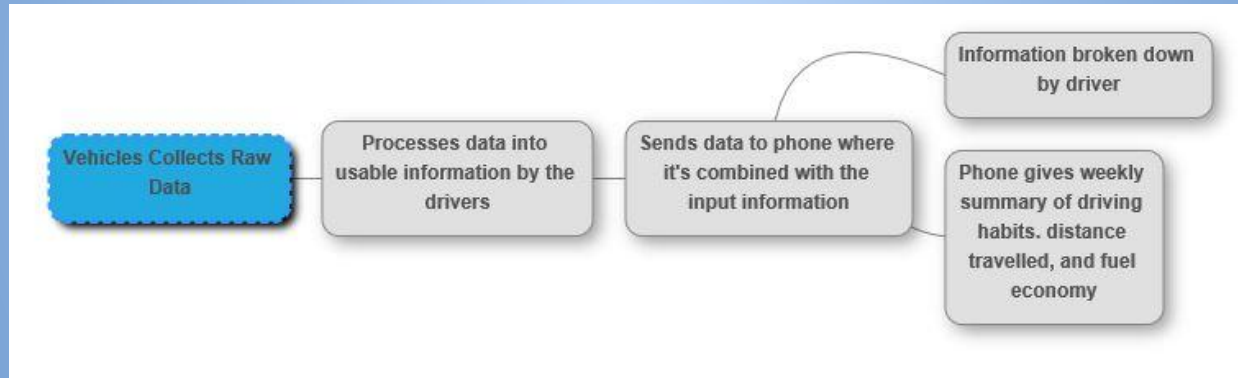 Vehicles Collects Raw
Data
Processes data into
usable information by the
drivers
Sends data to phone where
it's combined with the
input information
Information broken down
by driver
Phone gives weekly
summary of driving
habits. distance
travelled, and fuel
economy